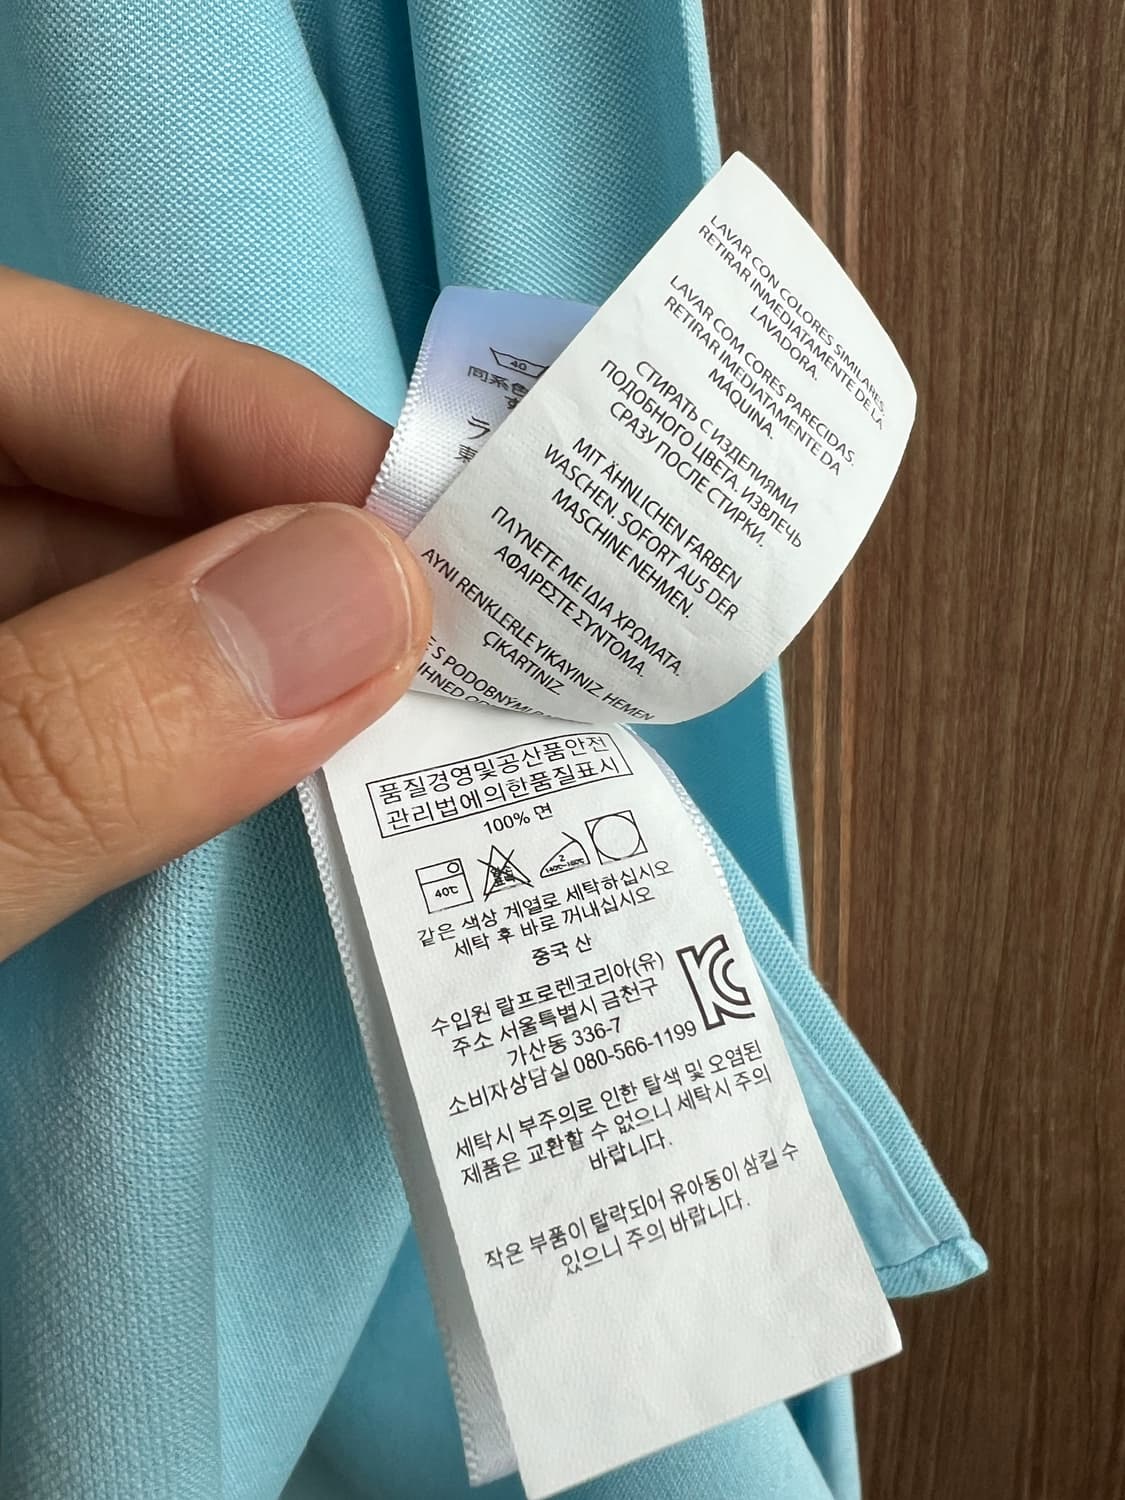 LAVAR CON COLORES SIMILARES.
RETIRAR INMEDIATAMENTE DE LA
LAVADORA.
LAVAR COM CORES PARECIDAS.
RETIRAR IMEDIATAMENTE DA
MÁQUINA.
СТИРАТЬ С ИЗДЕЛИЯМИ
ПОДОБНОГО ЦВЕТА. ИЗВЛЕЧЬ
СРАЗУ ПОСЛЕ СТИРКИ.
MIT ÄHNLICHEN FARBEN
WASCHEN. SOFORT AUS DER
MASCHINE NEHMEN.
ΠΛΥΝΕΤΕ ΜΕ ΙΔΙΑ ΧΡΩΜΑΤΑ.
ΑΦΑΙΡΕΣΤΕ ΣΥΝΤΟΜΑ.
AYNI RENKLERLE YIKAYINIZ. HEMEN
ÇIKARTINIZ
S PODOBNÝMI
40
同系色
품질경영및공산품안전
관리법에의한품질표시
100% 면
40℃
2
140℃~160℃
같은 색상 계열로 세탁하십시오
세탁 후 바로 꺼내십시오
중국 산
수입원 랄프로렌코리아(유)
주소 서울특별시 금천구
가산동 336-7
소비자상담실 080-566-1199
세탁시 부주의로 인한 탈색 및 오염된
제품은 교환할 수 없으니 세탁시 주의
바랍니다.
작은 부품이 탈락되어 유아동이 삼킬 수
있으니 주의 바랍니다.